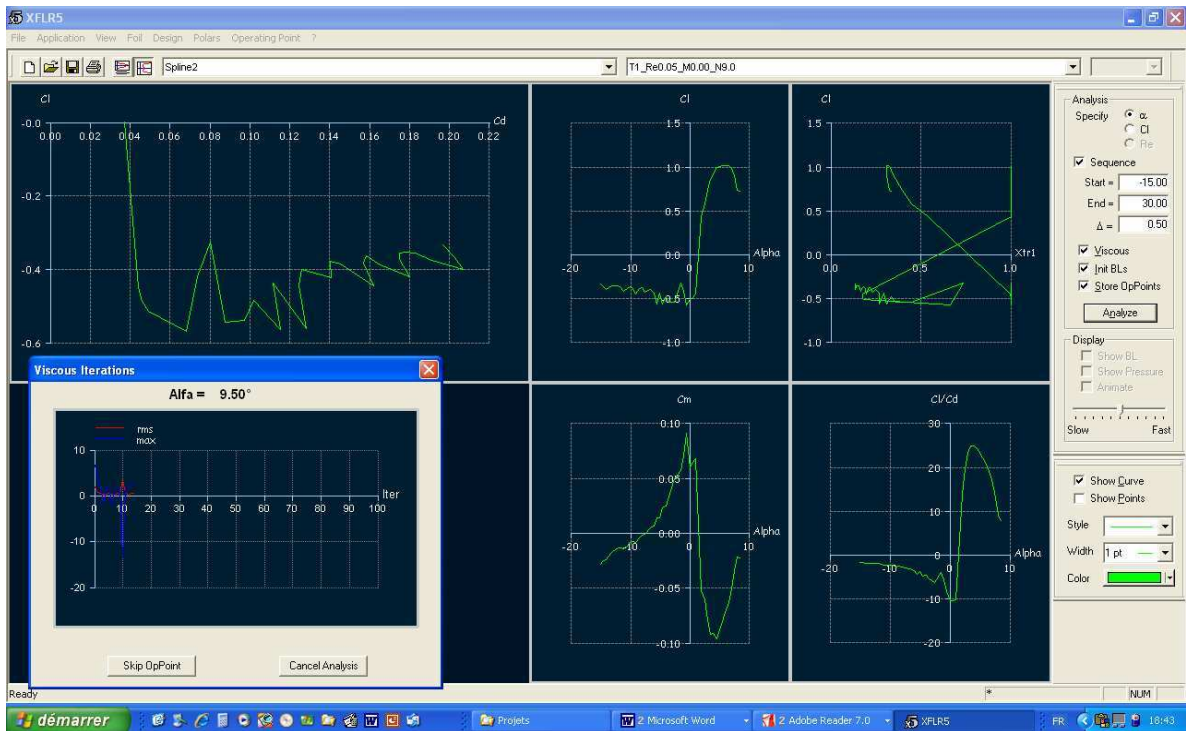 XFLR5
File Application View Foil Design Polars Operating Point ?
Spline2
T1_Re0.05_M0.00_N9.0
Cl
Cd
-0.0
0.00 0.02 0.04 0.06 0.08 0.10 0.12 0.14 0.16 0.18 0.20 0.22
-0.2
-0.4
-0.6
Cl
1.5
1.0
0.5
0.0
Alpha
-20 -10 0 10
-0.5
-1.0
Cl
1.5
1.0
0.5
0.0
Xtr1
0.0 0.5 1.0
-0.5
-1.0
Analysis
Specify α
Cl
Re
Sequence
Start = -15.00
End = 30.00
Δ = 0.50
Viscous
Init BLs
Store OpPoints
Analyze
Display
Show BL
Show Pressure
Animate
Slow Fast
Show Curve
Show Points
Style
Width 1 pt
Color
Viscous Iterations
Alfa = 9.50°
rms
max
10
0
Iter
0 10 20 30 40 50 60 70 80 90 100
-10
-20
Skip OpPoint Cancel Analysis
Cm
0.10
0.05
0.00
Alpha
-20 -10 0 10
-0.05
-0.10
Cl/Cd
30
20
10
0
Alpha
-20 -10 0 10
-10
-20
Ready
* NUM
démarrer
Projets
2 Microsoft Word
2 Adobe Reader 7.0
XFLR5
FR
16:43